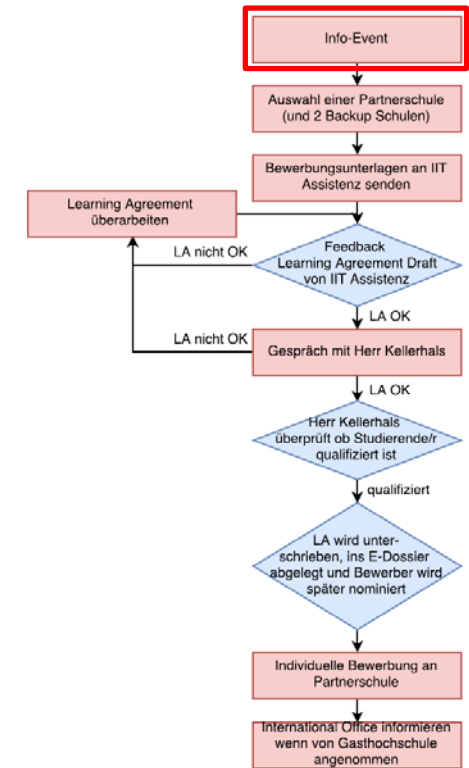 Info-Event
Auswahl einer Partnerschule
(und 2 Backup Schulen)
Bewerbungsunterlagen an IIT
Assistenz senden
Learning Agreement
überarbeiten
LA nicht OK
Feedback
Learning Agreement Draft
von IIT Assistenz
LA OK
LA nicht OK
Gespräch mit Herr Kellerhals
LA OK
Herr Kellerhals
überprüft ob Studierende/r
qualifiziert ist
qualifiziert
LA wird unter-
schrieben, ins E-Dossier
abgelegt und Bewerber wird
später nominiert
Individuelle Bewerbung an
Partnerschule
International Office informieren
wenn von Gasthochschule
angenommen